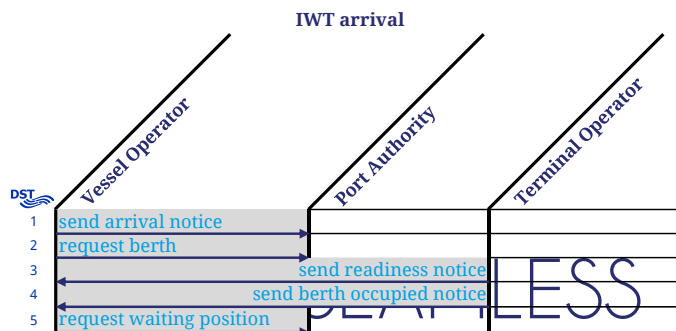 IWT arrival
Vessel Operator
Port Authority
Terminal Operator
DST
1 send arrival notice
2 request berth
3 send readiness notice
4 send berth occupied notice
5 request waiting position
SEAMLESS